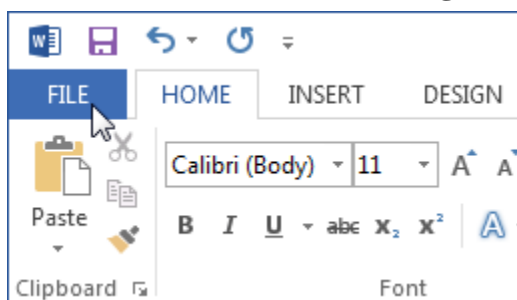 FILE HOME INSERT DESIGN
Calibri (Body) 11 A A
Paste B I U abc X₂ X² A
Clipboard Font